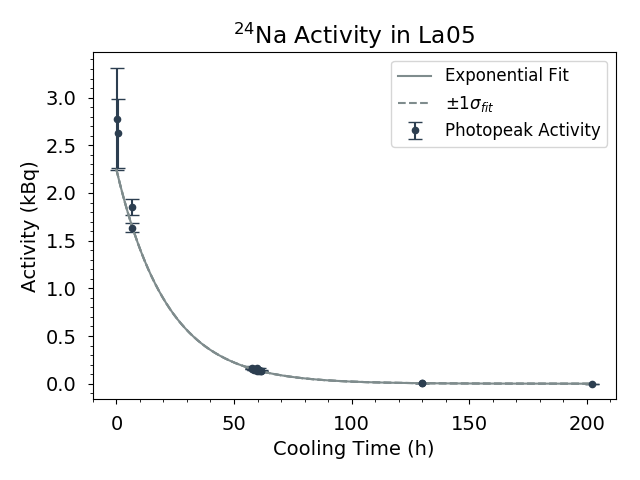 ²⁴Na Activity in La05
Exponential Fit
±1σ_fit
Photopeak Activity
Activity (kBq)
3.0
2.5
2.0
1.5
1.0
0.5
0.0
0 50 100 150 200
Cooling Time (h)